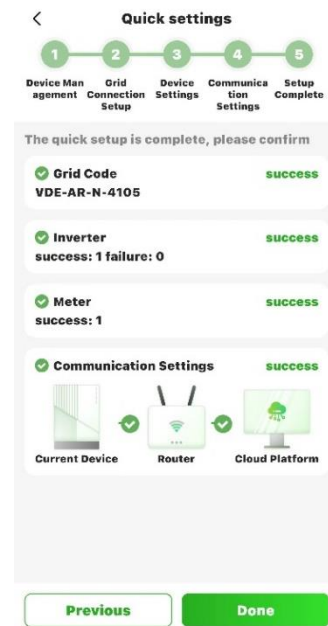 Quick settings
1 2 3 4 5
Device Man
agement
Grid
Connection
Setup
Device
Settings
Communica
tion
Settings
Setup
Complete
The quick setup is complete, please confirm
Grid Code success
VDE-AR-N-4105
Inverter success
success: 1 failure: 0
Meter success
success: 1
Communication Settings success
Current Device Router Cloud Platform
Previous Done